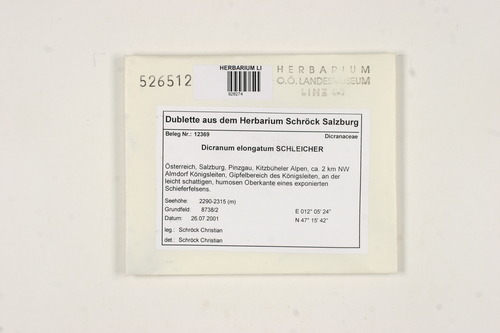 526512
HERBARIUM LI
HERBARIUM
O.Ö. LANDESMUSEUM
LINZ
Dublette aus dem Herbarium Schröck Salzburg
Beleg Nr.: 12369 Dicranaceae
Dicranum elongatum SCHLEICHER
Österreich, Salzburg, Pinzgau, Kitzbüheler Alpen, ca. 2 km NW
Almdorf Königsleiten, Gipfelbereich des Königsleiten, an der
leicht schattigen, humosen Oberkante eines exponierten
Schieferfelsens.
Seehöhe: 2290-2315 (m)
Grundfeld: 8738/2 E 012° 05' 24"
Datum: 26.07.2001 N 47° 15' 42"
leg.: Schröck Christian
det.: Schröck Christian